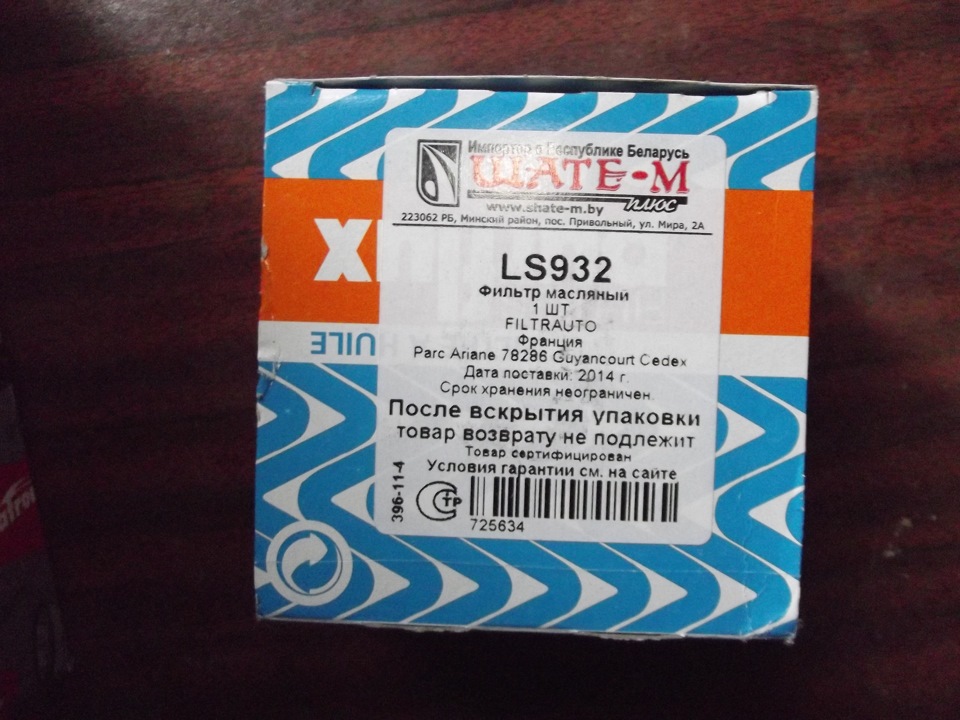 Импортер в Республике Беларусь
ШАТЕ-М
плюс
www.shate-m.by
223062 РБ, Минский район, пос. Привольный, ул. Мира, 2А
LS932
Фильтр масляный
1 ШТ
FILTRAUTO
Франция
Parc Ariane 78286 Guyancourt Cedex
Дата поставки: 2014 г.
Срок хранения неограничен.
После вскрытия упаковки
товар возврату не подлежит
Товар сертифицирован
Условия гарантии см. на сайте
396-11-4
СТР
725634
X
HUILE